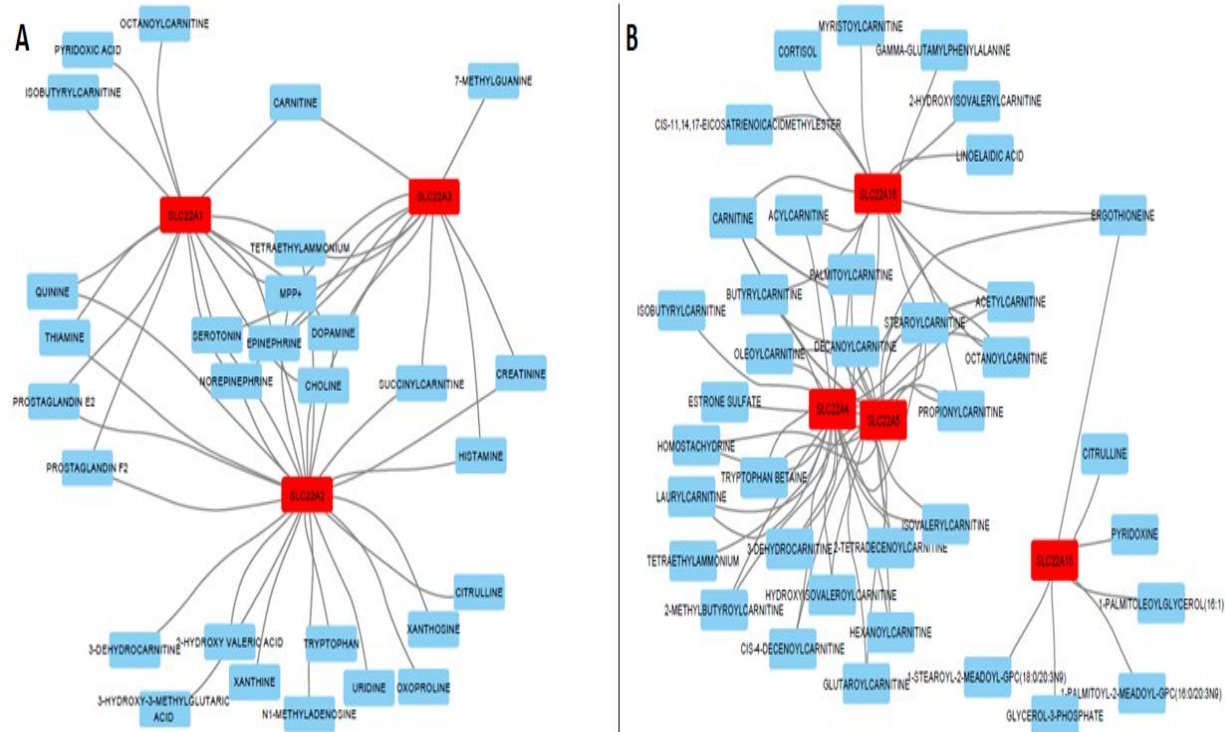 A
OCTANOYLCARNITINE
PYRIDOXIC ACID
ISOBUTYRYLCARNITINE
CARNITINE
7-METHYLGUANINE
SLC22A1
SLC22A3
TETRAETHYLAMMONIUM
QUININE
MPP+
THIAMINE
SEROTONIN
DOPAMINE
EPINEPHRINE
NOREPINEPHRINE
CHOLINE
SUCCINYLCARNITINE
CREATININE
PROSTAGLANDIN E2
PROSTAGLANDIN F2
HISTAMINE
SLC22A2
CITRULLINE
XANTHOSINE
3-DEHYDROCARNITINE
2-HYDROXY VALERIC ACID
TRYPTOPHAN
XANTHINE
URIDINE
OXOPROLINE
3-HYDROXY-3-METHYLGLUTARIC
ACID
N1-METHYLADENOSINE
B
MYRISTOYLCARNITINE
CORTISOL
GAMMA-GLUTAMYLPHENYLALANINE
2-HYDROXYISOVALERYLCARNITINE
CIS-11,14,17-EICOSATRIENOICACIDMETHYLESTER
LINOELAIDIC ACID
SLC22A16
CARNITINE
ACYLCARNITINE
ERGOTHIONEINE
PALMITOYLCARNITINE
BUTYRYLCARNITINE
ISOBUTYRYLCARNITINE
ACETYLCARNITINE
STEAROYLCARNITINE
DECANOYLCARNITINE
OLEOYLCARNITINE
OCTANOYLCARNITINE
ESTRONE SULFATE
SLC22A4
SLC22A5
PROPIONYLCARNITINE
HOMOSTACHYDRINE
CITRULLINE
TRYPTOPHAN BETAINE
LAURYLCARNITINE
ISOVALERYLCARNITINE
PYRIDOXINE
3-DEHYDROCARNITINE
2-TETRADECENOYLCARNITINE
TETRAETHYLAMMONIUM
SLC22A15
HYDROXYISOVALEROYLCARNITINE
1-PALMITOLEOYLGLYCEROL(16:1)
2-METHYLBUTYROYLCARNITINE
HEXANOYLCARNITINE
CIS-4-DECENOYLCARNITINE
1-STEAROYL-2-MEADOYL-GPC(18:0/20:3N9)
GLUTAROYLCARNITINE
1-PALMITOYL-2-MEADOYL-GPC(16:0/20:3N9)
GLYCEROL-3-PHOSPHATE